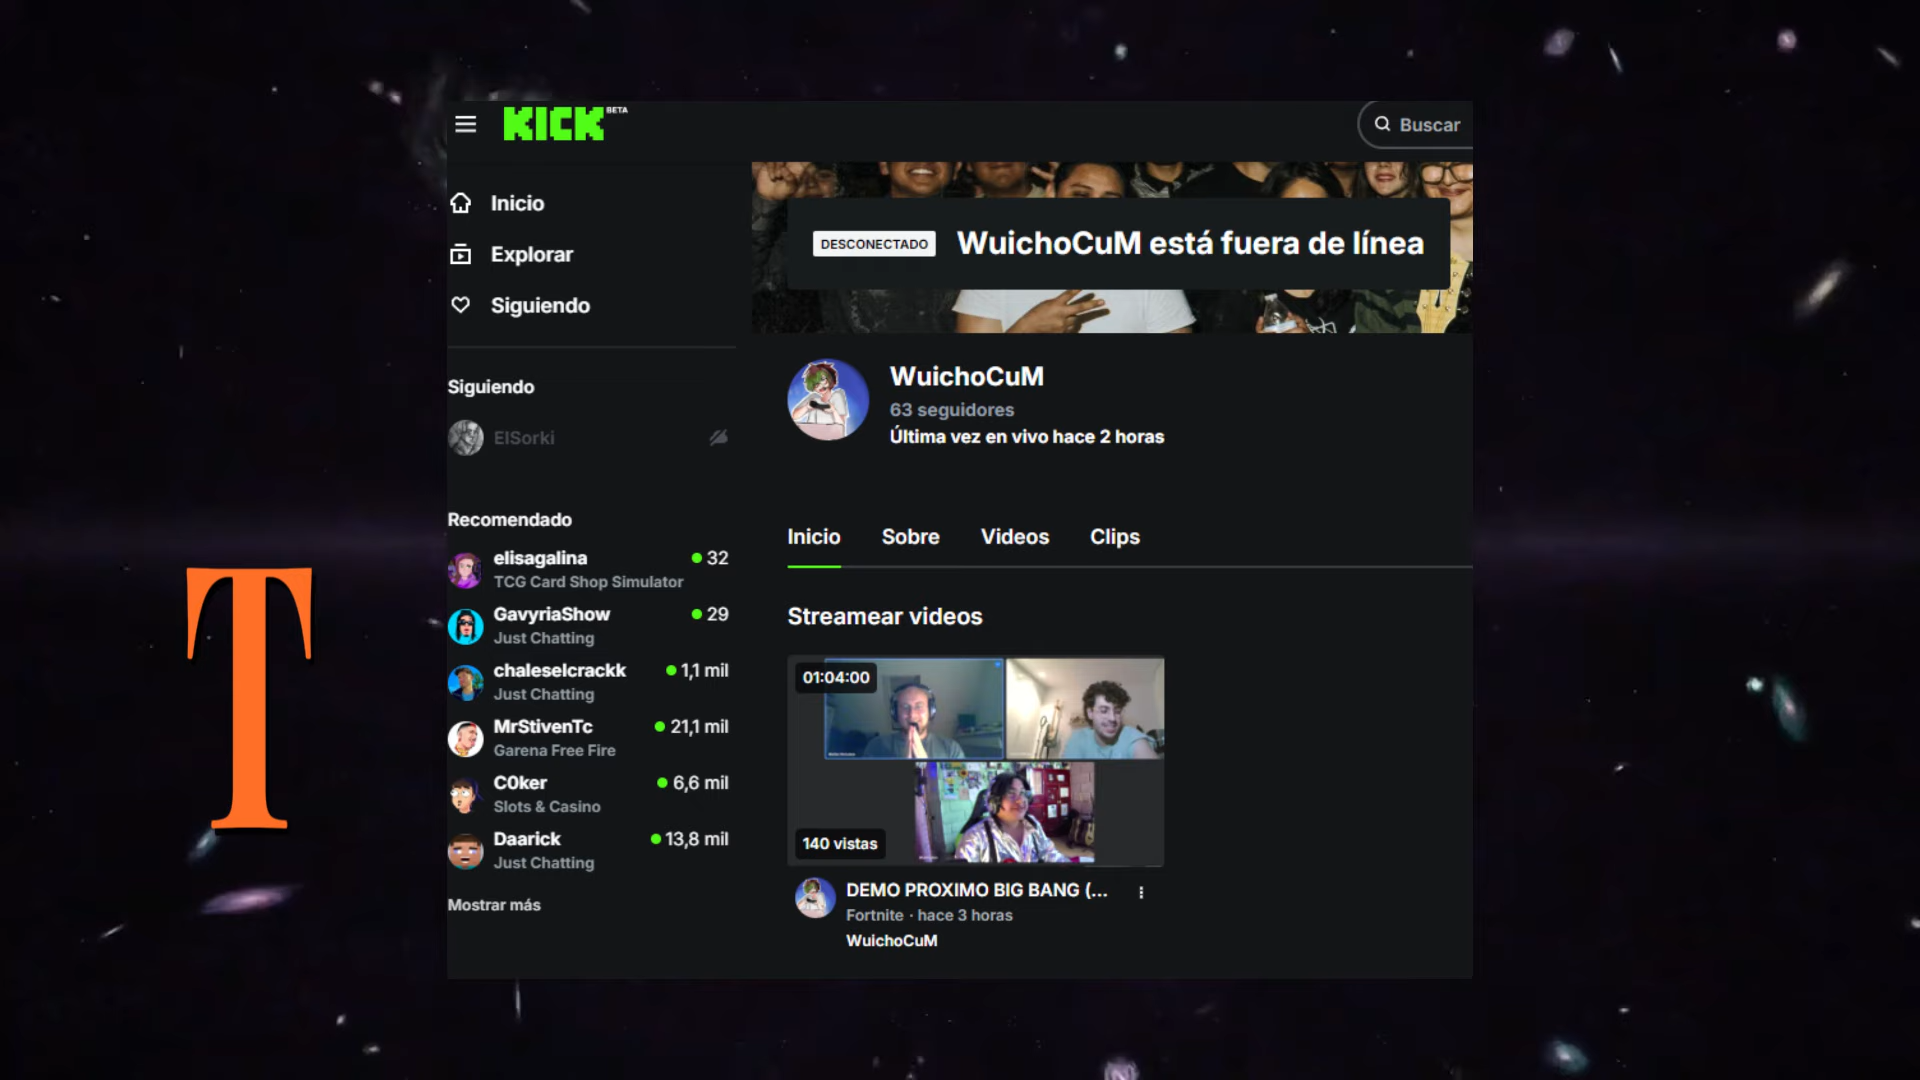 KICK BETA
Buscar
Inicio
Explorar
Siguiendo
DESCONECTADO
WuichoCuM está fuera de línea
WuichoCuM
63 seguidores
Última vez en vivo hace 2 horas
Siguiendo
ElSorki
Recomendado
elisagalina 32
TCG Card Shop Simulator
GavyriaShow 29
Just Chatting
chaleselcrackk 1,1 mil
Just Chatting
MrStivenTc 21,1 mil
Garena Free Fire
C0ker 6,6 mil
Slots & Casino
Daarick 13,8 mil
Just Chatting
Mostrar más
Inicio Sobre Videos Clips
Streamear videos
01:04:00
140 vistas
DEMO PROXIMO BIG BANG (...
Fortnite · hace 3 horas
WuichoCuM
T